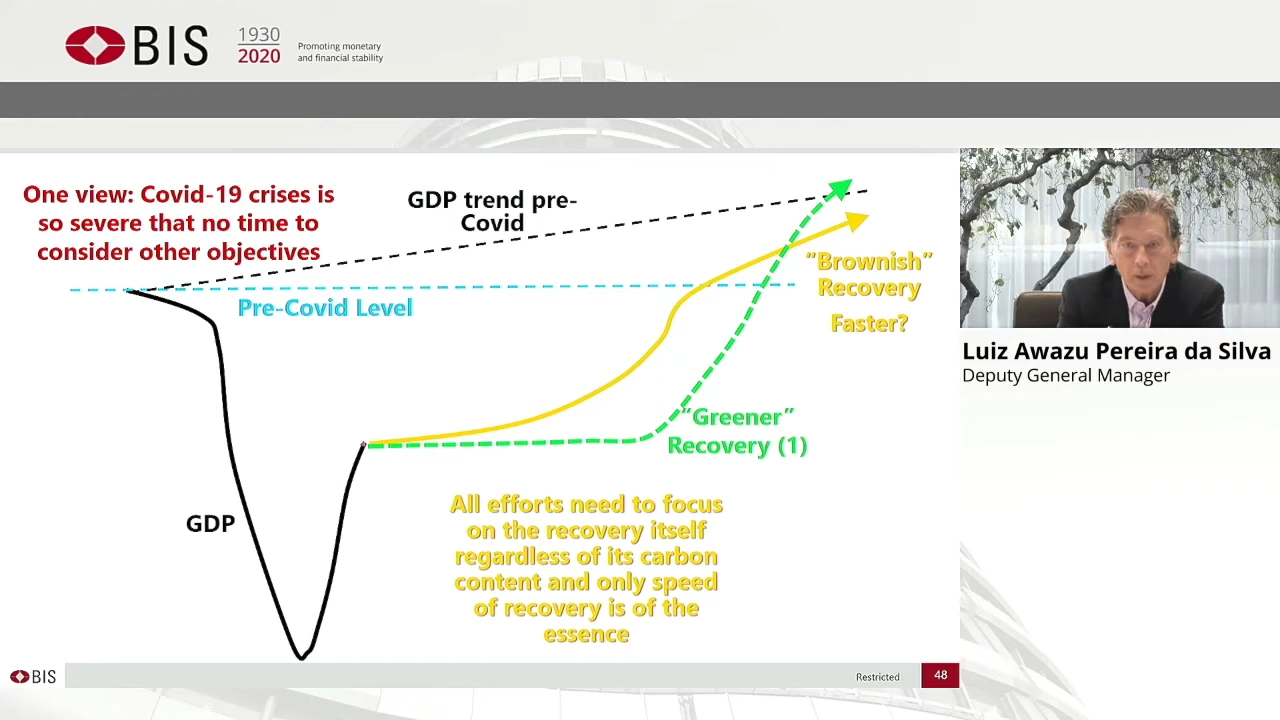 BIS
1930
2020
Promoting monetary
and financial stability
One view: Covid-19 crises is
so severe that no time to
consider other objectives
GDP trend pre-
Covid
Pre-Covid Level
"Brownish"
Recovery
Faster?
"Greener"
Recovery (1)
GDP
All efforts need to focus
on the recovery itself
regardless of its carbon
content and only speed
of recovery is of the
essence
Luiz Awazu Pereira da Silva
Deputy General Manager
BIS
Restricted
48